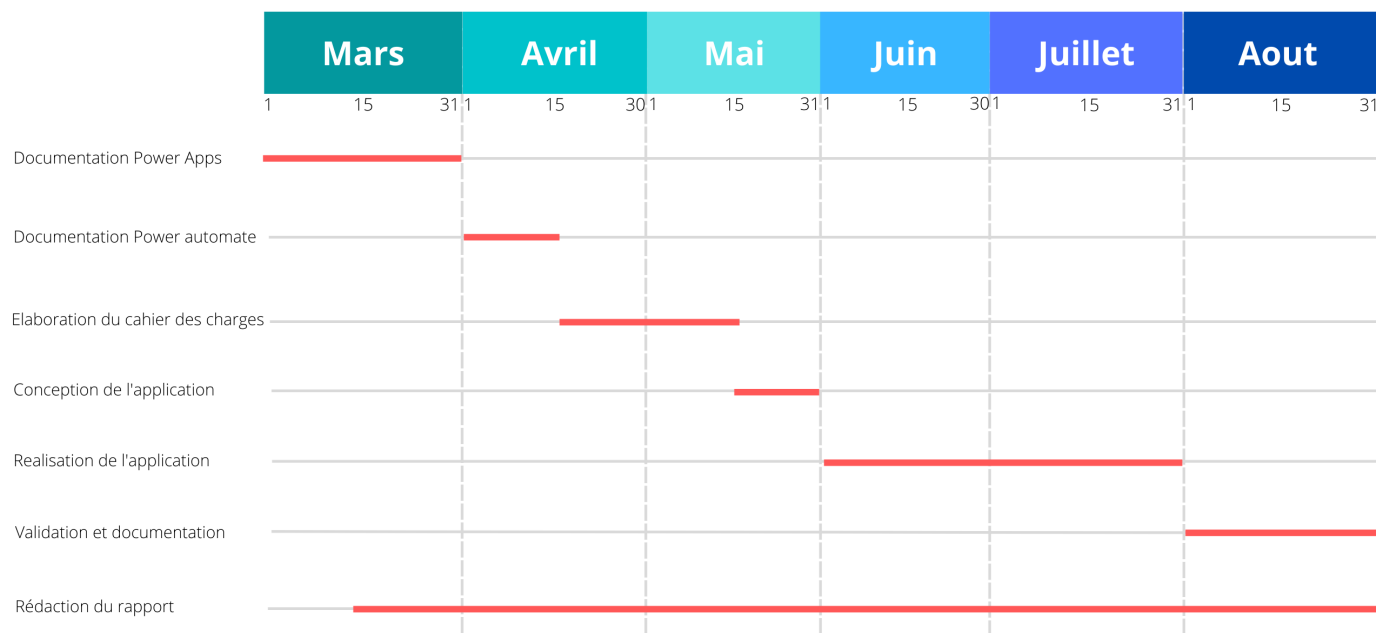 Mars Avril Mai Juin Juillet Aout
1 15 31 1 15 30 1 15 31 1 15 30 1 15 31 1 15 31
Documentation Power Apps
Documentation Power automate
Elaboration du cahier des charges
Conception de l'application
Realisation de l'application
Validation et documentation
Rédaction du rapport